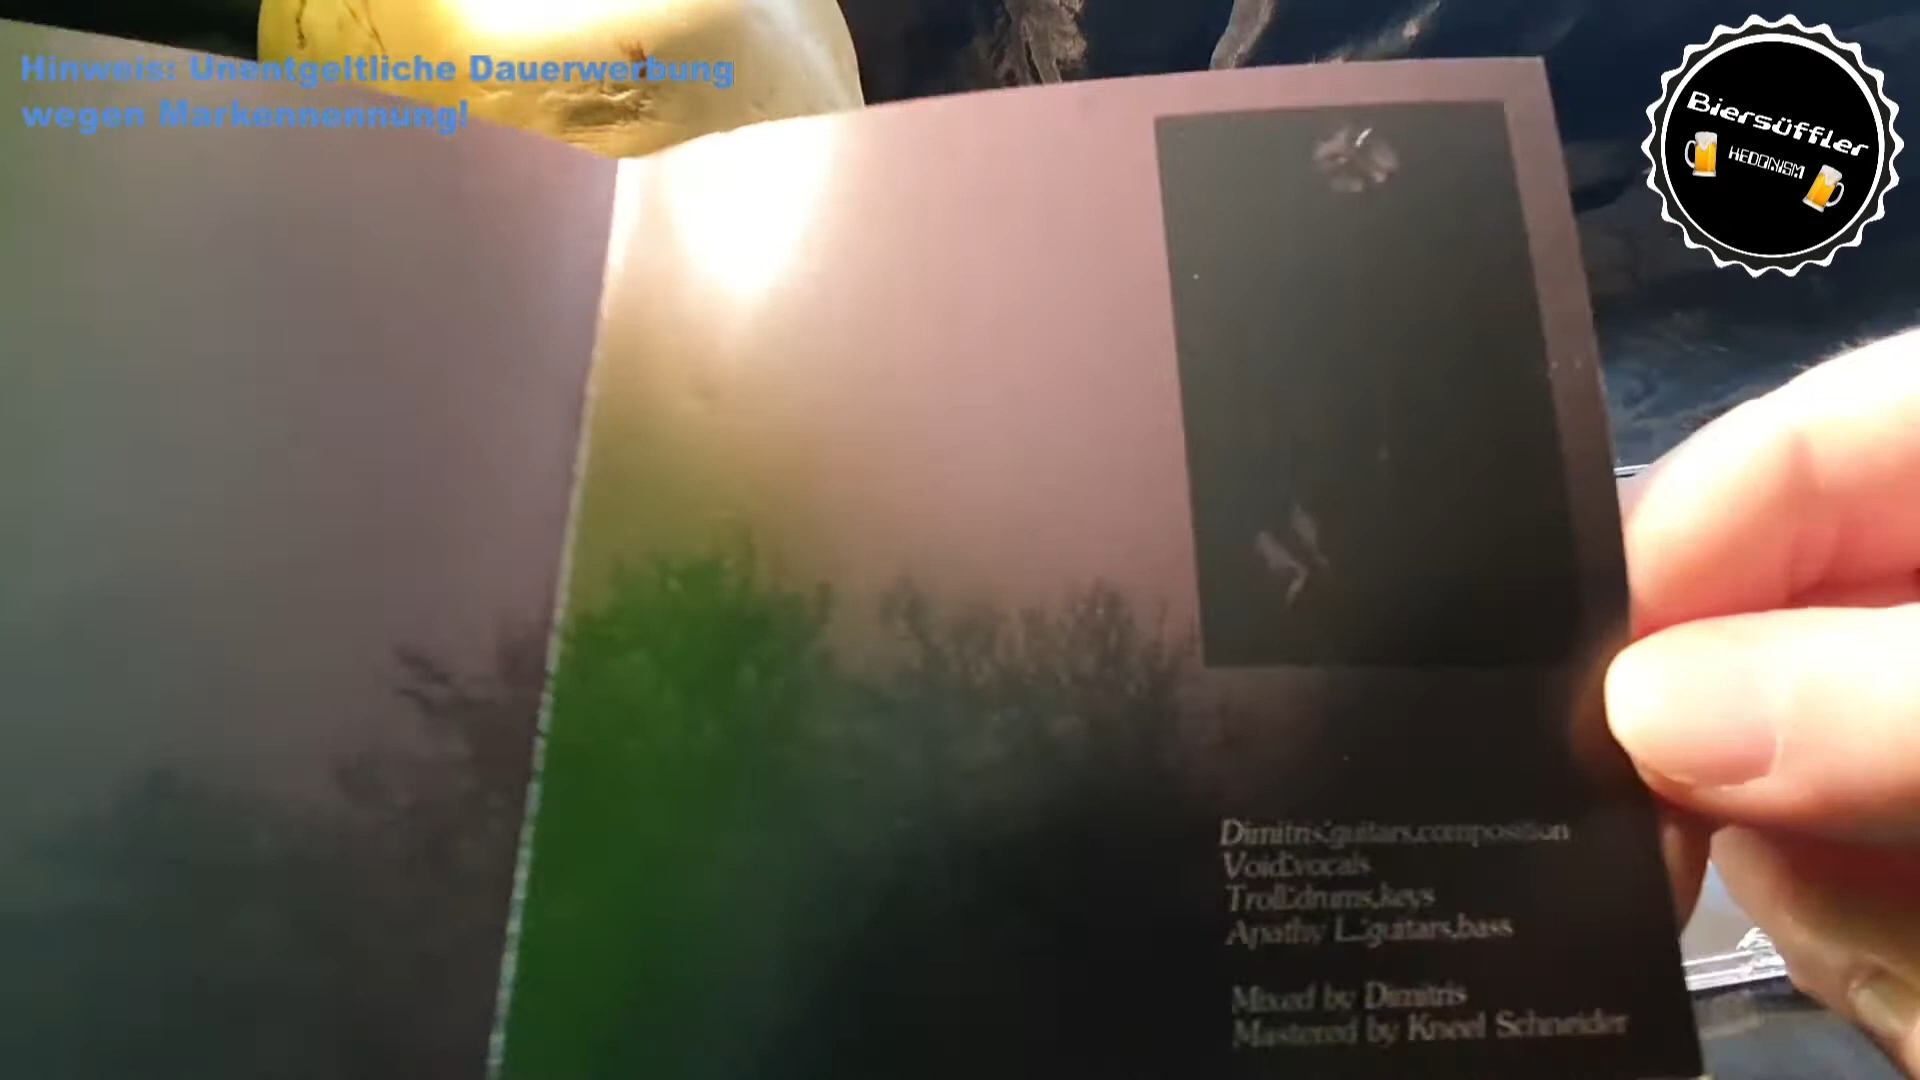 Hinweis: Unentgeltliche Dauerwerbung
wegen Markennennung!
Biersüffler
HEDONISM
Dimitris:guitars,composition
Void:vocals
Troll:drums,keys
Apathy L.:guitars,bass
Mixed by Dimitris
Mastered by Kneel Schneider